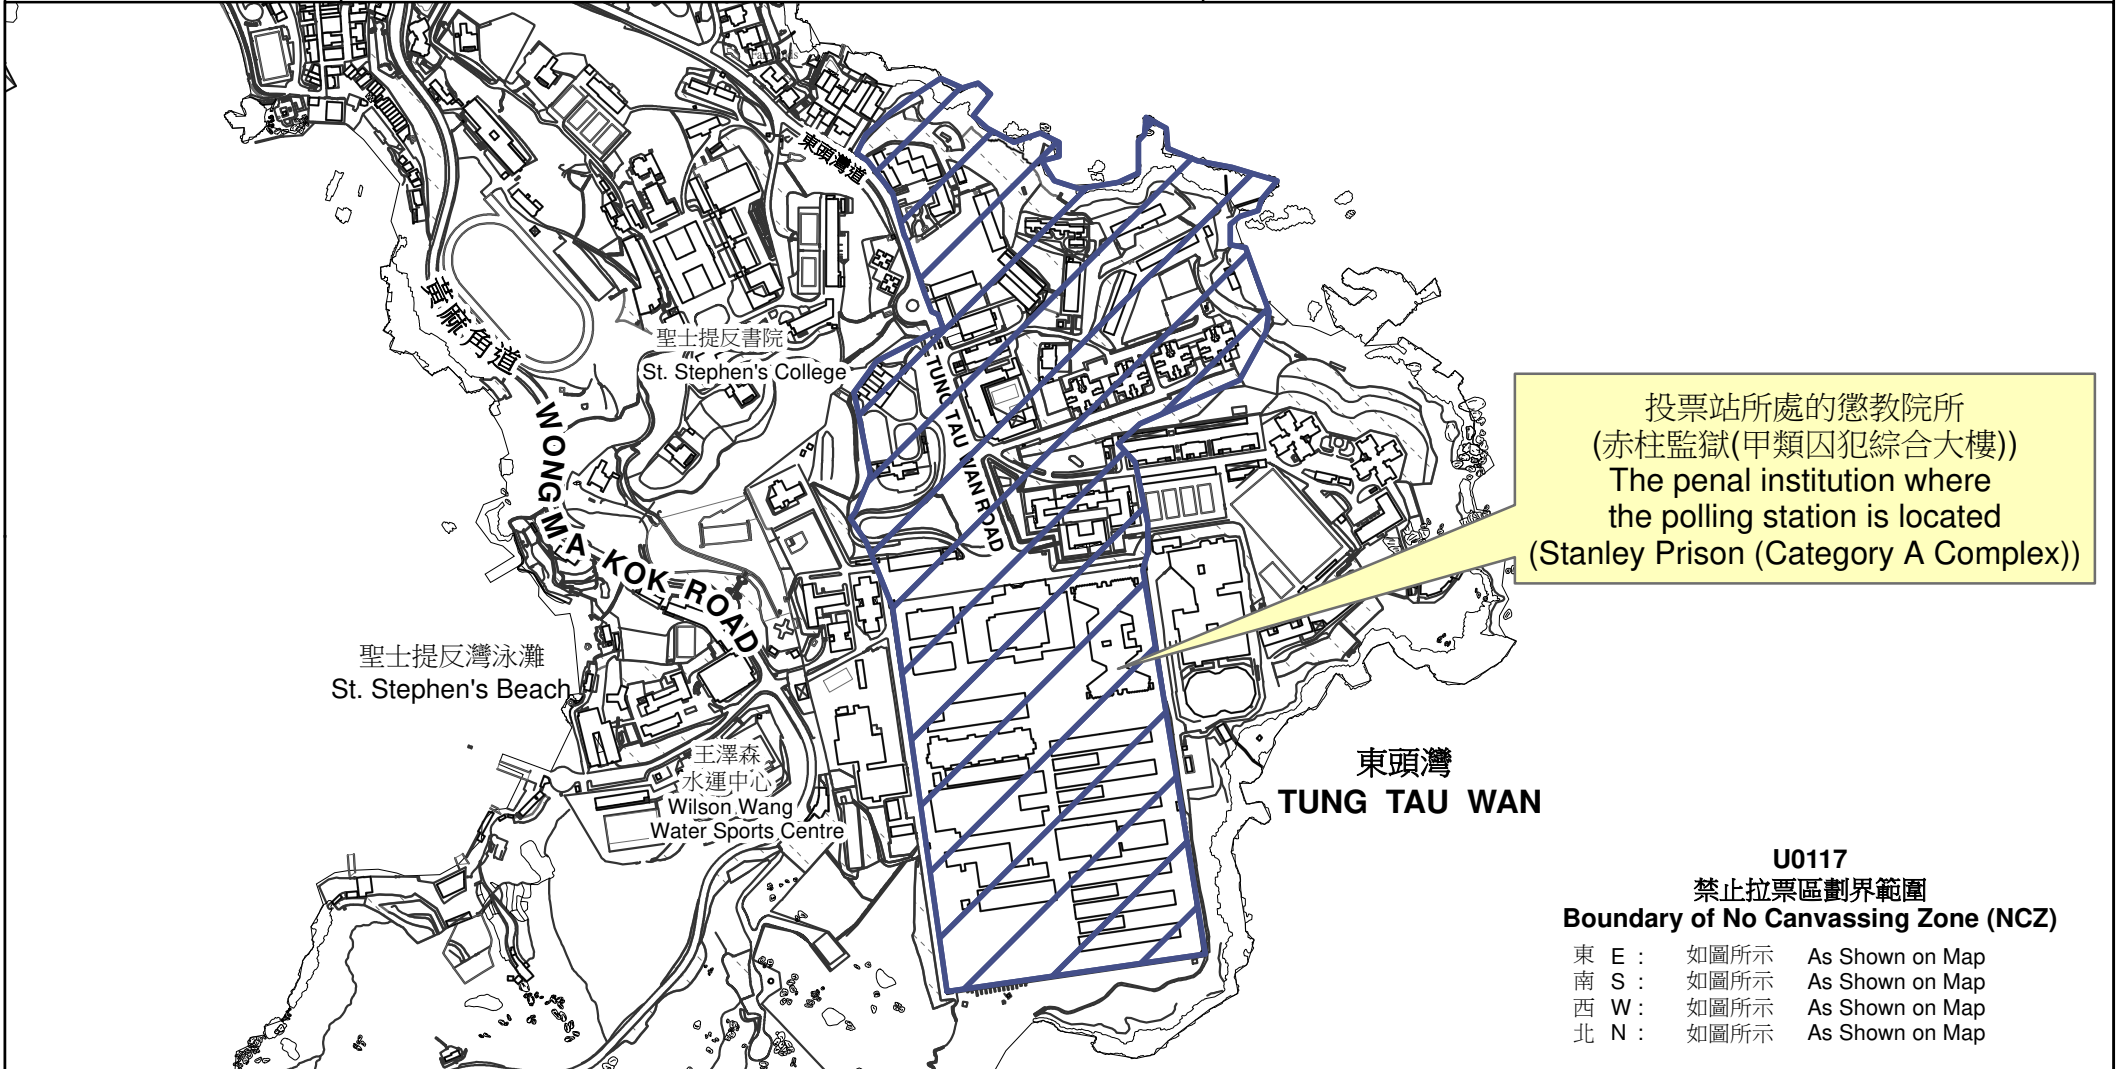 東頭灣道
黃麻角道
聖士提反書院
St. Stephen's College
TUNG TAU WAN ROAD
WONG MA KOK ROAD
投票站所處的懲教院所
(赤柱監獄(甲類囚犯綜合大樓))
The penal institution where
the polling station is located
(Stanley Prison (Category A Complex))
聖士提反灣泳灘
St. Stephen's Beach
王澤森
水運中心
Wilson Wang
Water Sports Centre
東頭灣
TUNG TAU WAN
U0117
禁止拉票區劃界範圍
Boundary of No Canvassing Zone (NCZ)
東 E : 如圖所示 As Shown on Map
南 S : 如圖所示 As Shown on Map
西 W : 如圖所示 As Shown on Map
北 N : 如圖所示 As Shown on Map